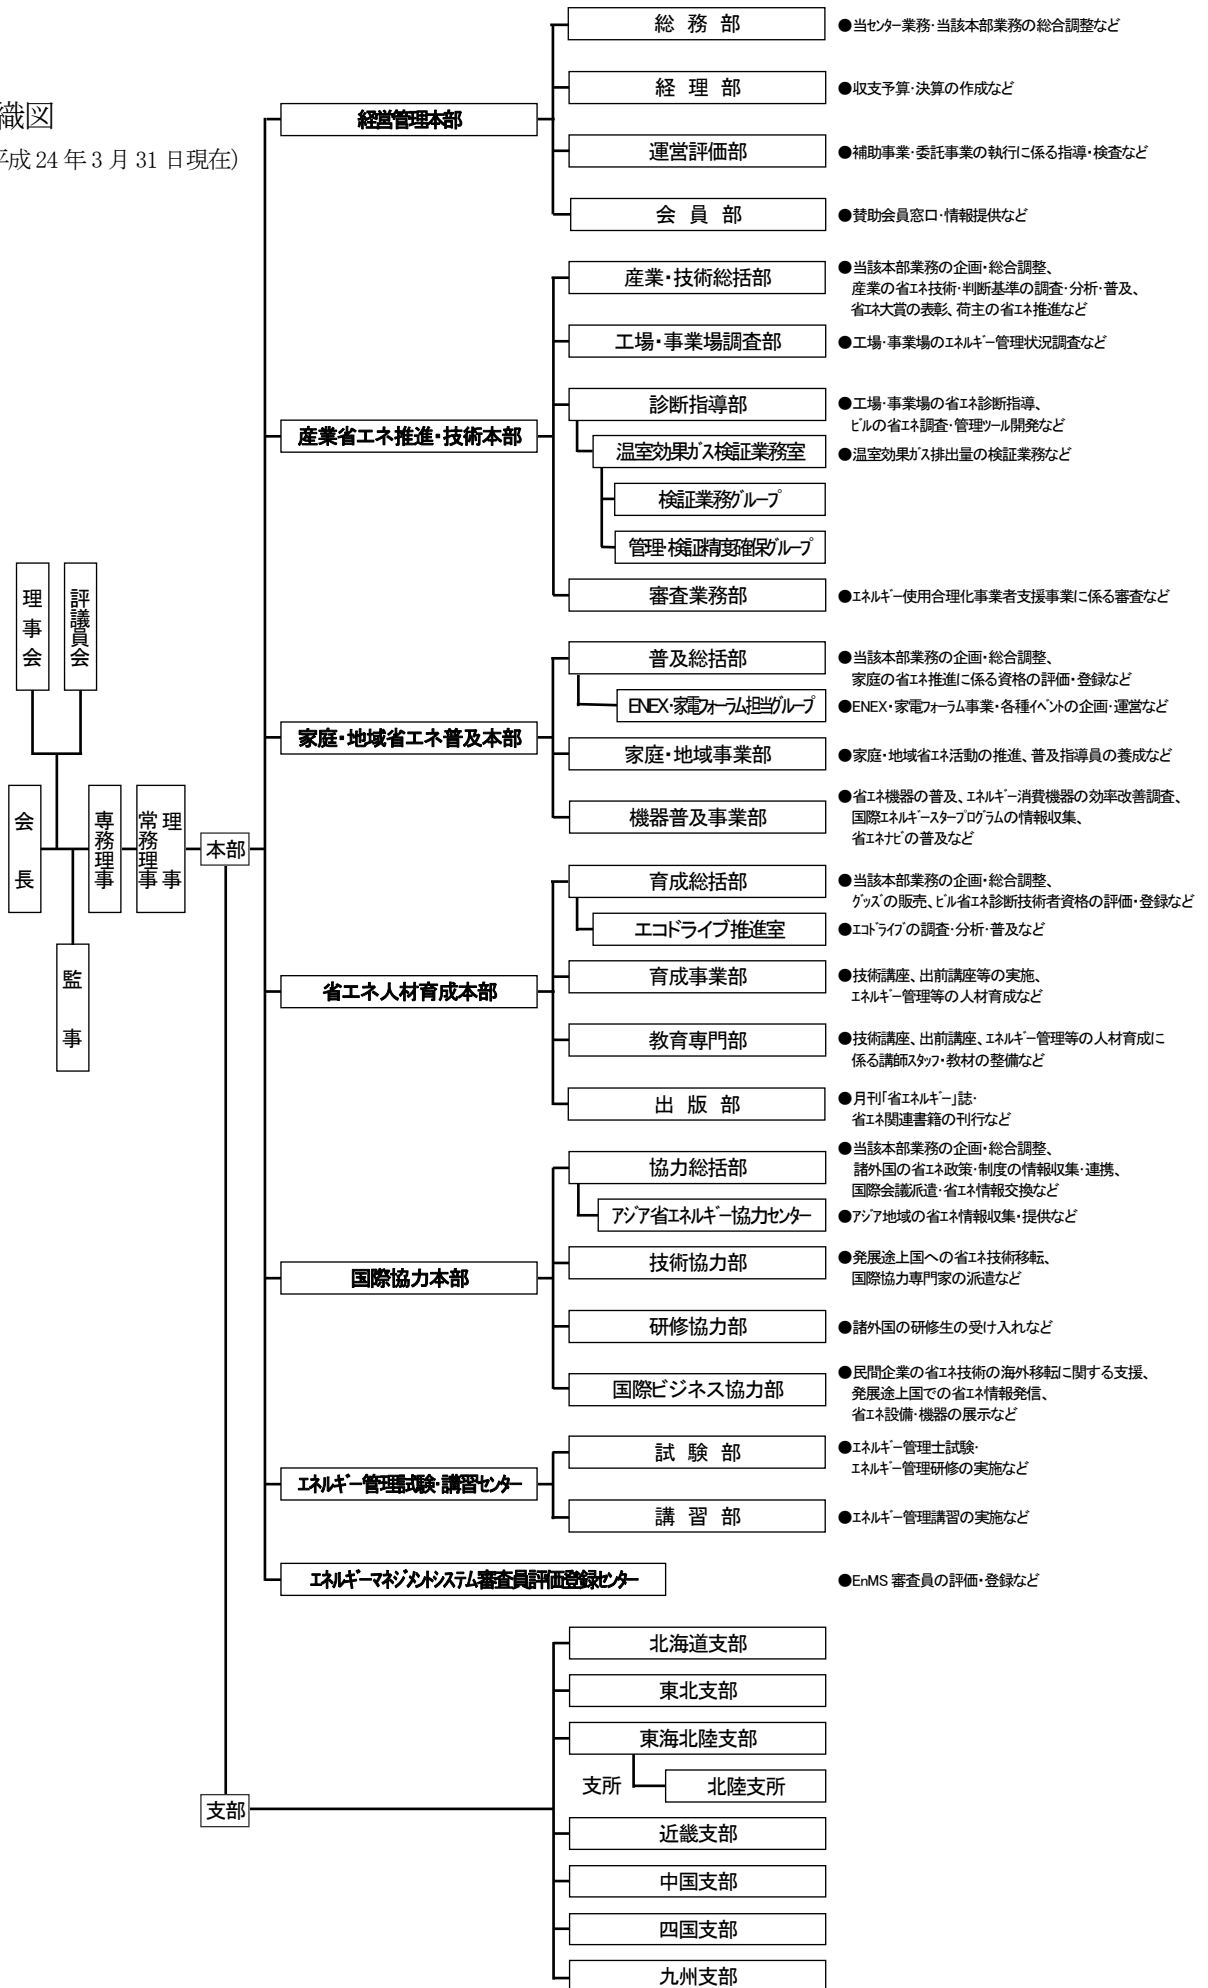 織図
平成 24 年 3 月 31 日現在）
理事会
評議員会
会長
専務理事
常務理事
理事
監事
本部
経営管理本部
総務部
●当センター業務・当該本部業務の総合調整など
経理部
●収支予算・決算の作成など
運営評価部
●補助事業・委託事業の執行に係る指導・検査など
会員部
●賛助会員窓口・情報提供など
産業省エネ推進・技術本部
産業・技術総括部
●当該本部業務の企画・総合調整、
産業の省エネ技術・判断基準の調査・分析・普及、
省エネ大賞の表彰、荷主の省エネ推進など
工場・事業場調査部
●工場・事業場のエネルギー管理状況調査など
診断指導部
●工場・事業場の省エネ診断指導、
ビルの省エネ調査・管理ツール開発など
温室効果ガス検証業務室
●温室効果ガス排出量の検証業務など
検証業務グループ
管理・検証精度確保グループ
審査業務部
●エネルギー使用合理化事業者支援事業に係る審査など
家庭・地域省エネ普及本部
普及総括部
●当該本部業務の企画・総合調整、
家庭の省エネ推進に係る資格の評価・登録など
ENEX・家電フォーラム担当グループ
●ENEX・家電フォーラム事業・各種イベントの企画・運営など
家庭・地域事業部
●家庭・地域省エネ活動の推進、普及指導員の養成など
機器普及事業部
●省エネ機器の普及、エネルギー消費機器の効率改善調査、
国際エネルギースタープログラムの情報収集、
省エネナビの普及など
省エネ人材育成本部
育成総括部
●当該本部業務の企画・総合調整、
グッズの販売、ビル省エネ診断技術者資格の評価・登録など
エコドライブ推進室
●エコドライブの調査・分析・普及など
育成事業部
●技術講座、出前講座等の実施、
エネルギー管理等の人材育成など
教育専門部
●技術講座、出前講座、エネルギー管理等の人材育成に
係る講師スタッフ・教材の整備など
出版部
●月刊「省エネルギー」誌・
省エネ関連書籍の刊行など
国際協力本部
協力総括部
●当該本部業務の企画・総合調整、
諸外国の省エネ政策・制度の情報収集・連携、
国際会議派遣・省エネ情報交換など
アジア省エネルギー協力センター
●アジア地域の省エネ情報収集・提供など
技術協力部
●発展途上国への省エネ技術移転、
国際協力専門家の派遣など
研修協力部
●諸外国の研修生の受け入れなど
国際ビジネス協力部
●民間企業の省エネ技術の海外移転に関する支援、
発展途上国での省エネ情報発信、
省エネ設備・機器の展示など
エネルギー管理試験・講習センター
試験部
●エネルギー管理士試験・
エネルギー管理研修の実施など
講習部
●エネルギー管理講習の実施など
エネルギーマネジメントシステム審査員評価登録センター
●EnMS 審査員の評価・登録など
支部
北海道支部
東北支部
東海北陸支部
支所
北陸支所
近畿支部
中国支部
四国支部
九州支部